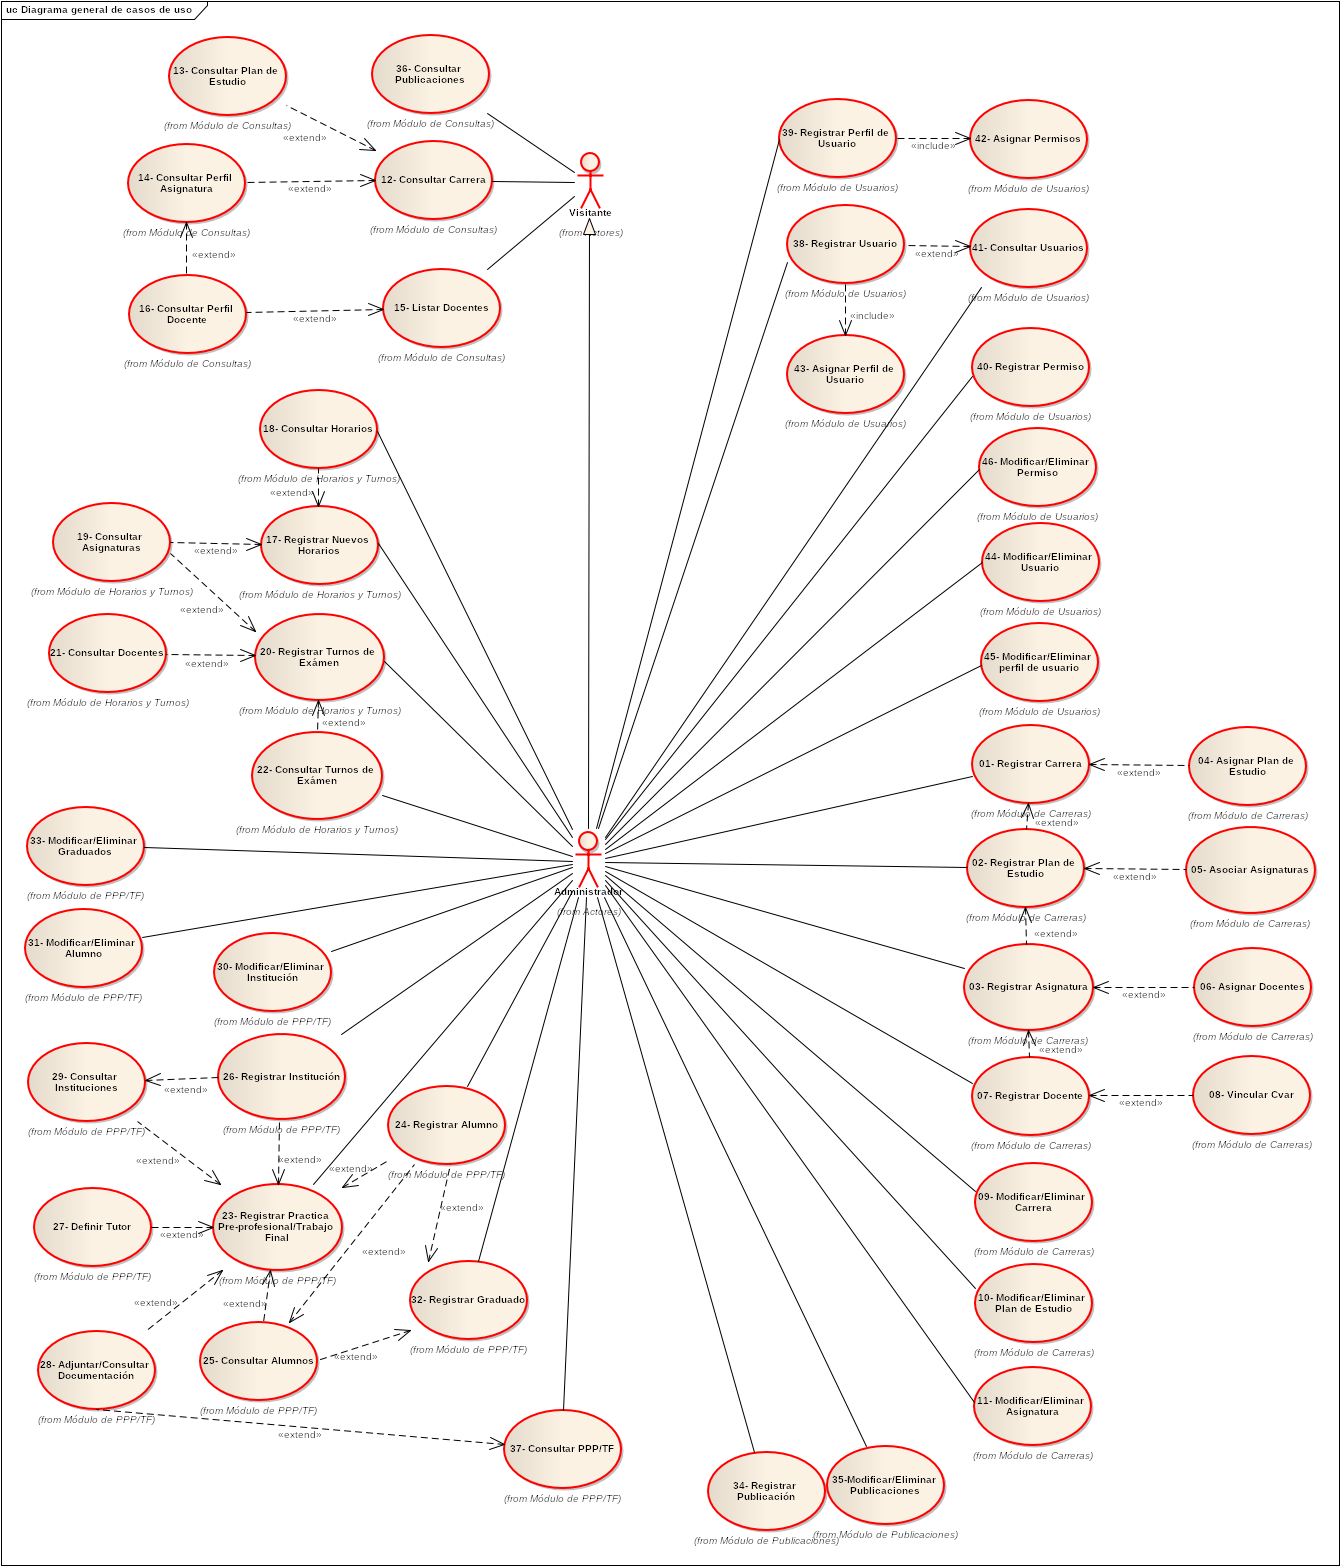 uc Diagrama general de casos de uso
13- Consultar Plan de
Estudio
(from Módulo de Consultas)
36- Consultar
Publicaciones
(from Módulo de Consultas)
«extend»
14- Consultar Perfil
Asignatura
(from Módulo de Consultas)
«extend»
12- Consultar Carrera
(from Módulo de Consultas)
Visitante
(from Actores)
«extend»
16- Consultar Perfil
Docente
(from Módulo de Consultas)
«extend»
15- Listar Docentes
(from Módulo de Consultas)
39- Registrar Perfil de
Usuario
(from Módulo de Usuarios)
«include»
42- Asignar Permisos
(from Módulo de Usuarios)
38- Registrar Usuario
(from Módulo de Usuarios)
«extend»
41- Consultar Usuarios
(from Módulo de Usuarios)
«include»
43- Asignar Perfil de
Usuario
(from Módulo de Usuarios)
40- Registrar Permiso
(from Módulo de Usuarios)
46- Modificar/Eliminar
Permiso
(from Módulo de Usuarios)
44- Modificar/Eliminar
Usuario
(from Módulo de Usuarios)
45- Modificar/Eliminar
perfil de usuario
(from Módulo de Usuarios)
18- Consultar Horarios
(from Módulo de Horarios y Turnos)
«extend»
19- Consultar
Asignaturas
(from Módulo de Horarios y Turnos)
«extend»
17- Registrar Nuevos
Horarios
(from Módulo de Horarios y Turnos)
«extend»
21- Consultar Docentes
(from Módulo de Horarios y Turnos)
«extend»
20- Registrar Turnos de
Exámen
(from Módulo de Horarios y Turnos)
«extend»
22- Consultar Turnos de
Exámen
(from Módulo de Horarios y Turnos)
01- Registrar Carrera
(from Módulo de Carreras)
«extend»
04- Asignar Plan de
Estudio
(from Módulo de Carreras)
«extend»
02- Registrar Plan de
Estudio
(from Módulo de Carreras)
«extend»
05- Asociar Asignaturas
(from Módulo de Carreras)
«extend»
03- Registrar Asignatura
(from Módulo de Carreras)
«extend»
06- Asignar Docentes
(from Módulo de Carreras)
«extend»
07- Registrar Docente
(from Módulo de Carreras)
«extend»
08- Vincular Cvar
(from Módulo de Carreras)
09- Modificar/Eliminar
Carrera
(from Módulo de Carreras)
10- Modificar/Eliminar
Plan de Estudio
(from Módulo de Carreras)
11- Modificar/Eliminar
Asignatura
(from Módulo de Carreras)
Administrador
(from Actores)
33- Modificar/Eliminar
Graduados
(from Módulo de PPP/TF)
31- Modificar/Eliminar
Alumno
(from Módulo de PPP/TF)
30- Modificar/Eliminar
Institución
(from Módulo de PPP/TF)
29- Consultar
Instituciones
(from Módulo de PPP/TF)
«extend»
26- Registrar Institución
(from Módulo de PPP/TF)
24- Registrar Alumno
(from Módulo de PPP/TF)
«extend»
«extend»
«extend»
27- Definir Tutor
(from Módulo de PPP/TF)
«extend»
23- Registrar Practica
Pre-profesional/Trabajo
Final
(from Módulo de PPP/TF)
«extend»
«extend»
32- Registrar Graduado
(from Módulo de PPP/TF)
«extend»
«extend»
28- Adjuntar/Consultar
Documentación
(from Módulo de PPP/TF)
25- Consultar Alumnos
(from Módulo de PPP/TF)
«extend»
«extend»
37- Consultar PPP/TF
(from Módulo de PPP/TF)
34- Registrar
Publicación
(from Módulo de Publicaciones)
35-Modificar/Eliminar
Publicaciones
(from Módulo de Publicaciones)